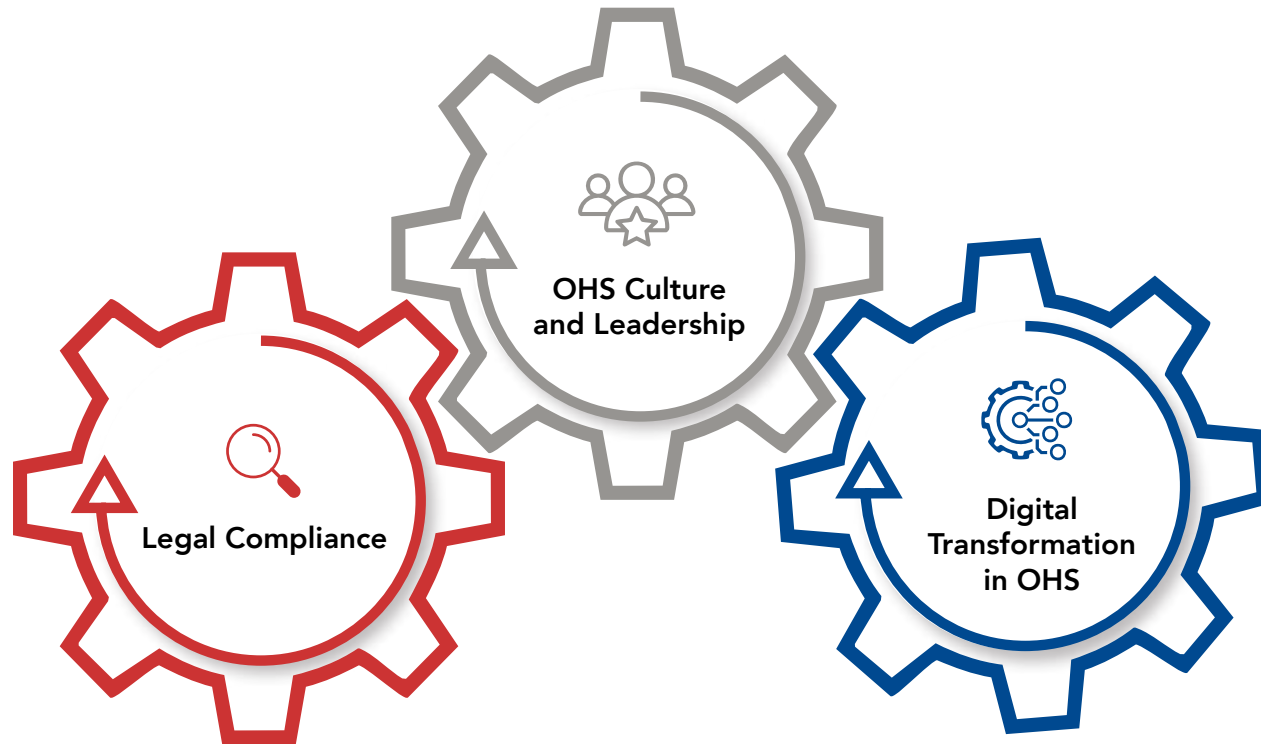 OHS Culture
and Leadership
Legal Compliance
Digital
Transformation
in OHS